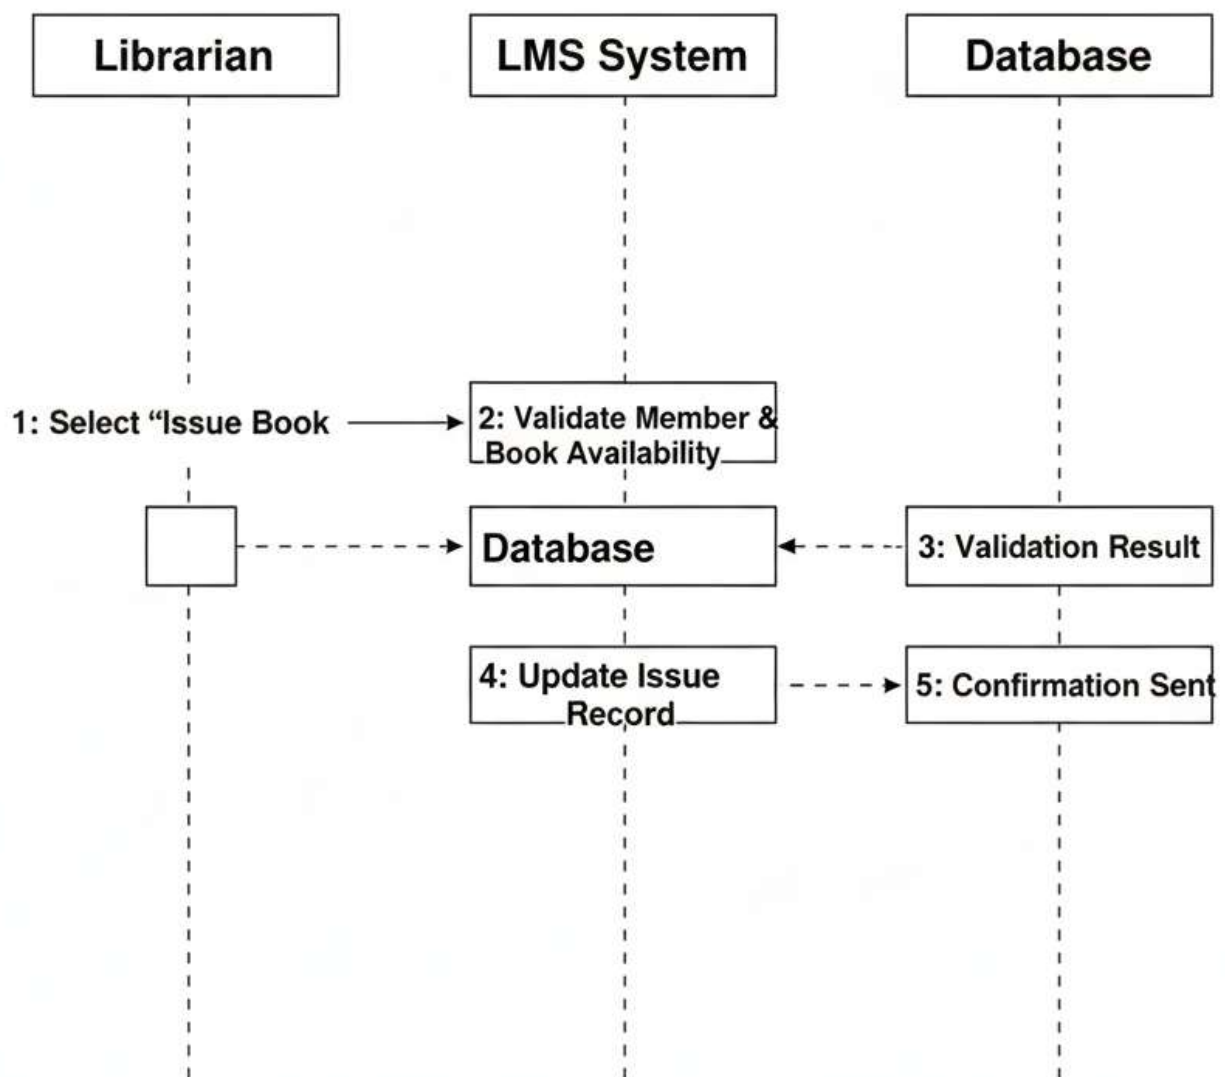 Librarian
LMS System
Database
1: Select “Issue Book
2: Validate Member &
Book Availability
Database
3: Validation Result
4: Update Issue
Record
5: Confirmation Sent